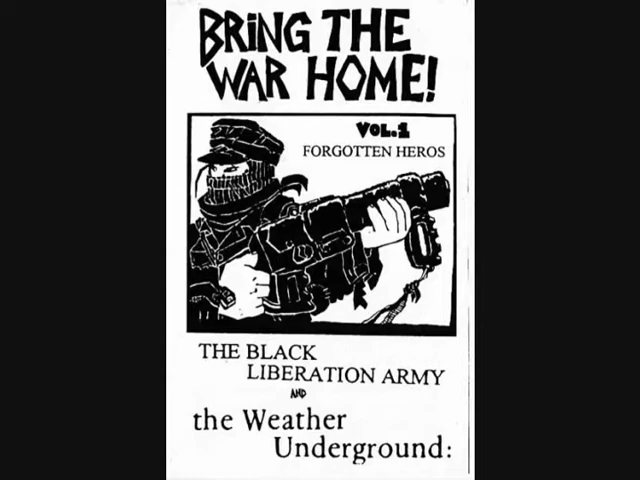 BRING THE
WAR HOME!
VOL.1
FORGOTTEN HEROS
THE BLACK
LIBERATION ARMY
AND
the Weather
Underground: